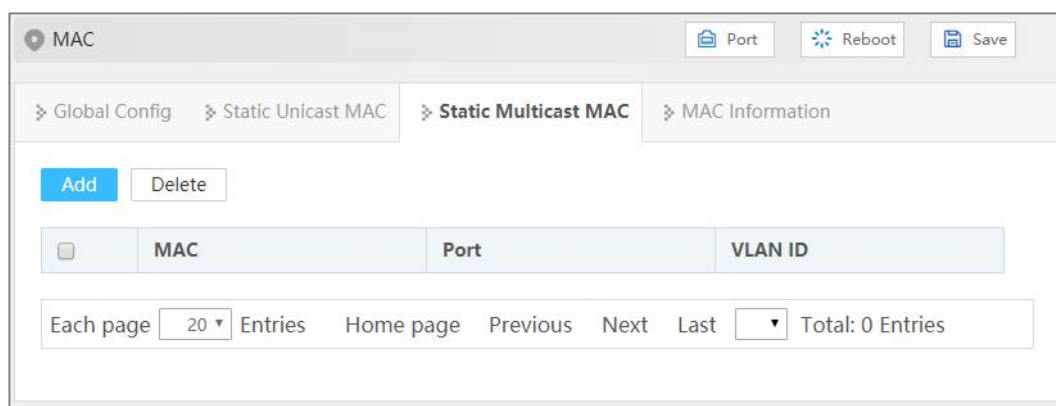 MAC Port Reboot Save
Global Config Static Unicast MAC Static Multicast MAC MAC Information
Add Delete
MAC Port VLAN ID
Each page 20 Entries Home page Previous Next Last Total: 0 Entries